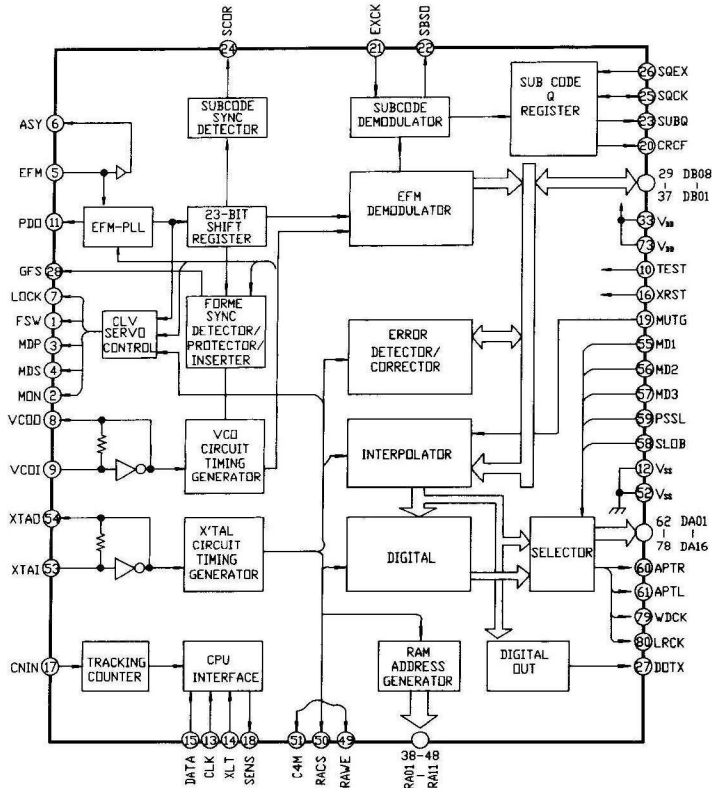 SCOR
EXCK
SBSO
24
21
22
ASY
6
EFM
5
PDO
11
GFS
28
LOCK
7
FSW
1
MDP
3
MDS
4
MON
2
VCOO
8
VCOI
9
XTAO
54
XTAI
53
CNIN
17
SUBCODE
SYNC
DETECTOR
SUBCODE
DEMODULATOR
SUB CODE
Q
REGISTER
EFM-PLL
23-BIT
SHIFT
REGISTER
EFM
DEMODULATOR
CLV
SERVO
CONTROL
FORME
SYNC
DETECTOR/
PROTECTOR/
INSERTER
ERROR
DETECTOR/
CORRECTOR
VCO
CIRCUIT
TIMING
GENERATOR
INTERPOLATOR
X'TAL
CIRCUIT
TIMING
GENERATOR
DIGITAL
SELECTOR
TRACKING
COUNTER
CPU
INTERFACE
RAM
ADDRESS
GENERATOR
DIGITAL
OUT
26 SQEX
25 SQCK
23 SUBQ
20 CRCF
29 DB08
37 DB01
33 VDD
73 VDD
10 TEST
16 XRST
19 MUTG
55 MD1
56 MD2
57 MD3
59 PSSL
58 SLOB
12 VSS
52 VSS
62 DA01
78 DA16
60 APTR
61 APTL
79 WDCK
80 LRCK
27 DOTX
15
13
14
18
51
50
49
38-48
DATA
CLK
XLT
SENS
C4M
RACS
RAWE
RA01
RA11